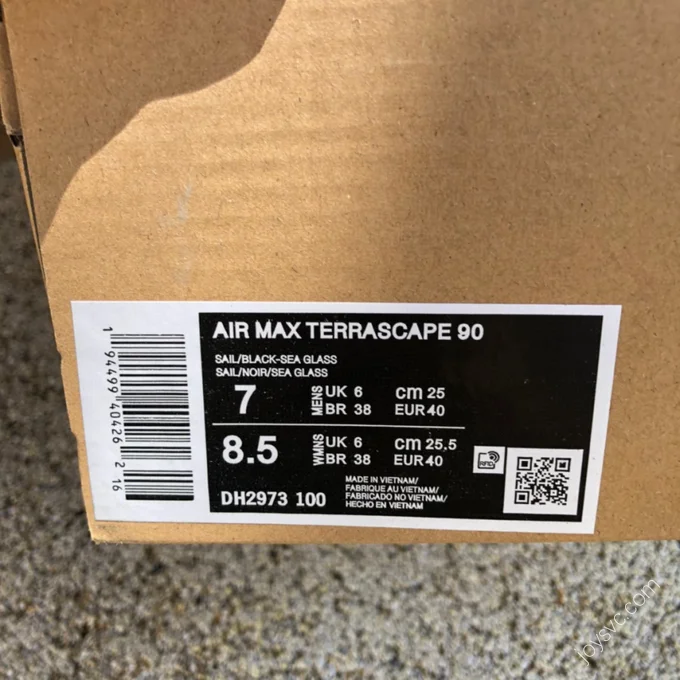 AIR MAX TERRASCAPE 90
SAIL/BLACK-SEA GLASS
SAIL/NOIR/SEA GLASS
7 MENS UK 6 cm 25
BR 38 EUR 40
8.5 WMNS UK 6 cm 25.5
BR 38 EUR 40
DH2973 100
MADE IN VIETNAM/
FABRIQUE AU VIETNAM/
FABRICADO NO VIETNAM/
HECHO EN VIETNAM
RFID
1 94499 40426 2 16
joysvc.com